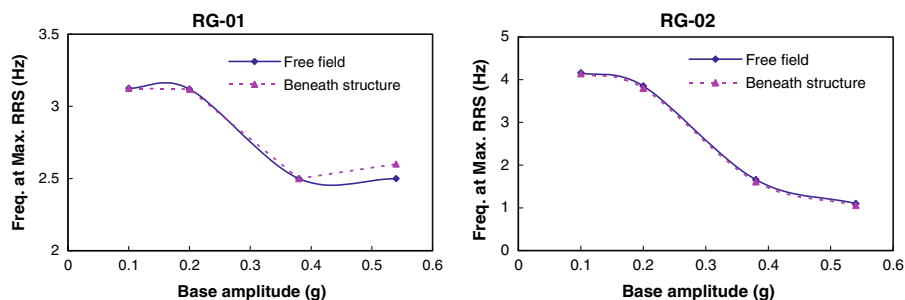 RG-01
Freq. at Max. RRS (Hz)
3.5
3
2.5
2
Free field
Beneath structure
0
0.1
0.2
0.3
0.4
0.5
0.6
Base amplitude (g)
RG-02
Freq. at Max. RRS (Hz)
5
4
3
2
1
0
Free field
Beneath structure
0
0.1
0.2
0.3
0.4
0.5
0.6
Base amplitude (g)